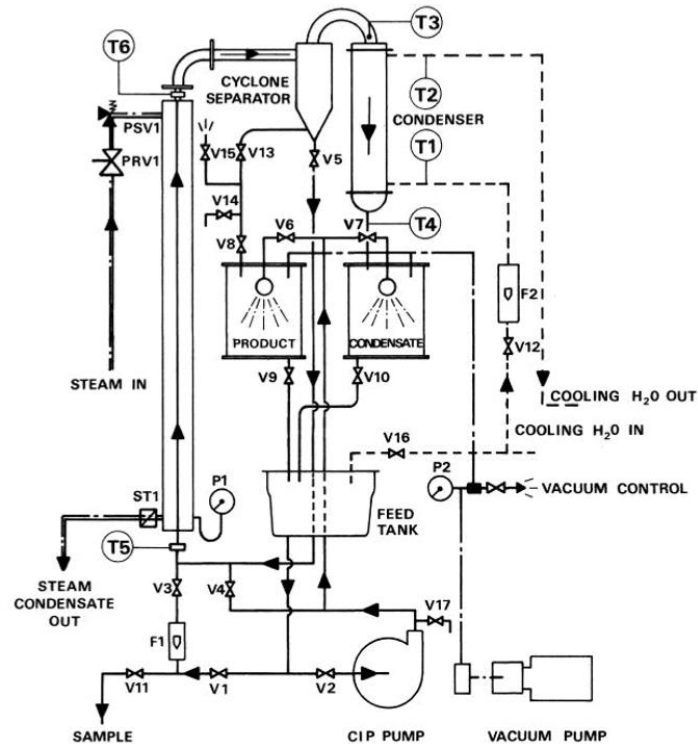 T6
T3
CYCLONE
SEPARATOR
T2
CONDENSER
PSV1
PRV1
V15
V13
V5
T1
V14
V6
V7
T4
V8
F2
PRODUCT
CONDENSATE
V12
STEAM IN
V9
V10
COOLING H₂O OUT
COOLING H₂O IN
V16
ST1
P1
P2
VACUUM CONTROL
FEED
TANK
T5
STEAM
CONDENSATE
OUT
V3
V4
V17
F1
V11
V1
V2
SAMPLE
CIP PUMP
VACUUM PUMP